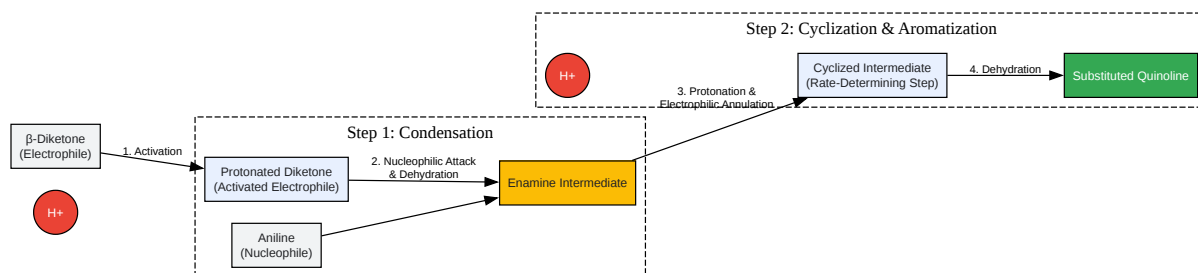 Step 2: Cyclization & Aromatization
H+
Cyclized Intermediate
(Rate-Determining Step)
4. Dehydration
Substituted Quinoline
3. Protonation &
Electrophilic Annulation
β-Diketone
(Electrophile)
1. Activation
Step 1: Condensation
Protonated Diketone
(Activated Electrophile)
2. Nucleophilic Attack
& Dehydration
Enamine Intermediate
H+
Aniline
(Nucleophile)